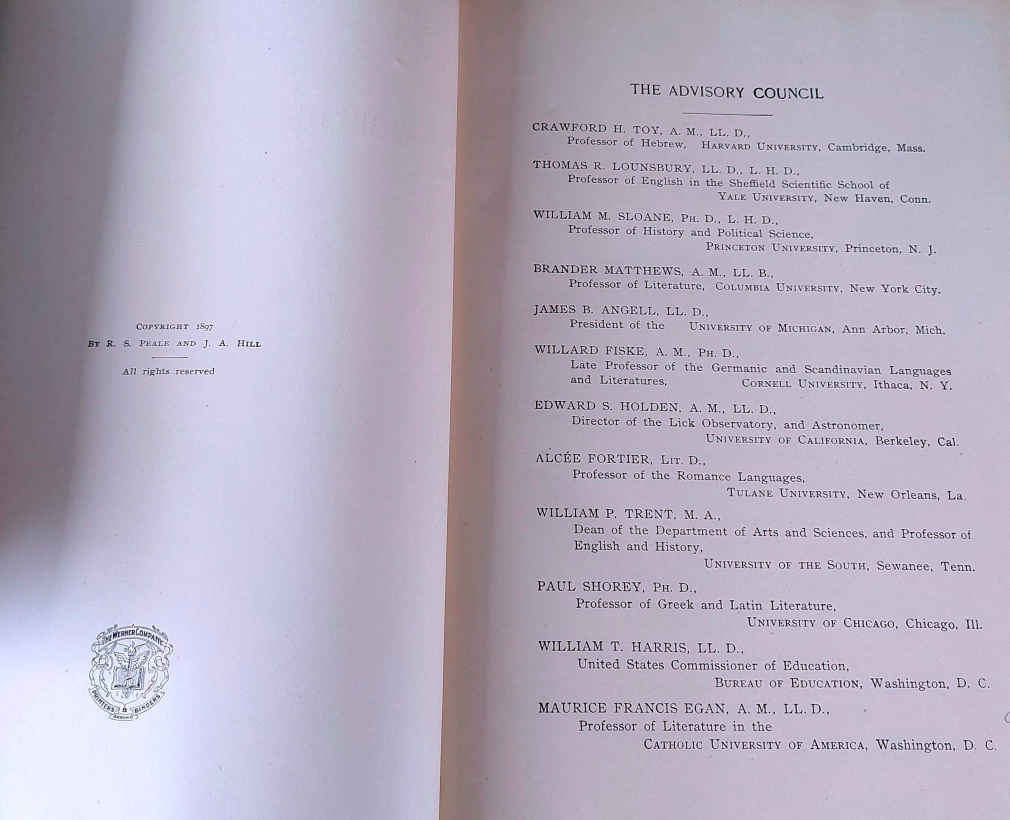 COPYRIGHT 1897
BY R. S. PEALE AND J. A. HILL
All rights reserved
THE WERNER COMPANY
PRINTERS & BINDERS
AKRON O
THE ADVISORY COUNCIL
CRAWFORD H. TOY, A. M., LL. D.,
Professor of Hebrew, HARVARD UNIVERSITY, Cambridge, Mass.
THOMAS R. LOUNSBURY, LL. D., L. H. D.,
Professor of English in the Sheffield Scientific School of
YALE UNIVERSITY, New Haven, Conn.
WILLIAM M. SLOANE, PH. D., L. H. D.,
Professor of History and Political Science,
PRINCETON UNIVERSITY, Princeton, N. J.
BRANDER MATTHEWS, A. M., LL. B.,
Professor of Literature, COLUMBIA UNIVERSITY, New York City.
JAMES B. ANGELL, LL. D.,
President of the UNIVERSITY OF MICHIGAN, Ann Arbor, Mich.
WILLARD FISKE, A. M., PH. D.,
Late Professor of the Germanic and Scandinavian Languages
and Literatures, CORNELL UNIVERSITY, Ithaca, N. Y.
EDWARD S. HOLDEN, A. M., LL. D.,
Director of the Lick Observatory, and Astronomer,
UNIVERSITY OF CALIFORNIA, Berkeley, Cal.
ALCÉE FORTIER, LIT. D.,
Professor of the Romance Languages,
TULANE UNIVERSITY, New Orleans, La.
WILLIAM P. TRENT, M. A.,
Dean of the Department of Arts and Sciences, and Professor of
English and History,
UNIVERSITY OF THE SOUTH, Sewanee, Tenn.
PAUL SHOREY, PH. D.,
Professor of Greek and Latin Literature,
UNIVERSITY OF CHICAGO, Chicago, Ill.
WILLIAM T. HARRIS, LL. D.,
United States Commissioner of Education,
BUREAU OF EDUCATION, Washington, D. C.
MAURICE FRANCIS EGAN, A. M., LL. D.,
Professor of Literature in the
CATHOLIC UNIVERSITY OF AMERICA, Washington, D. C.